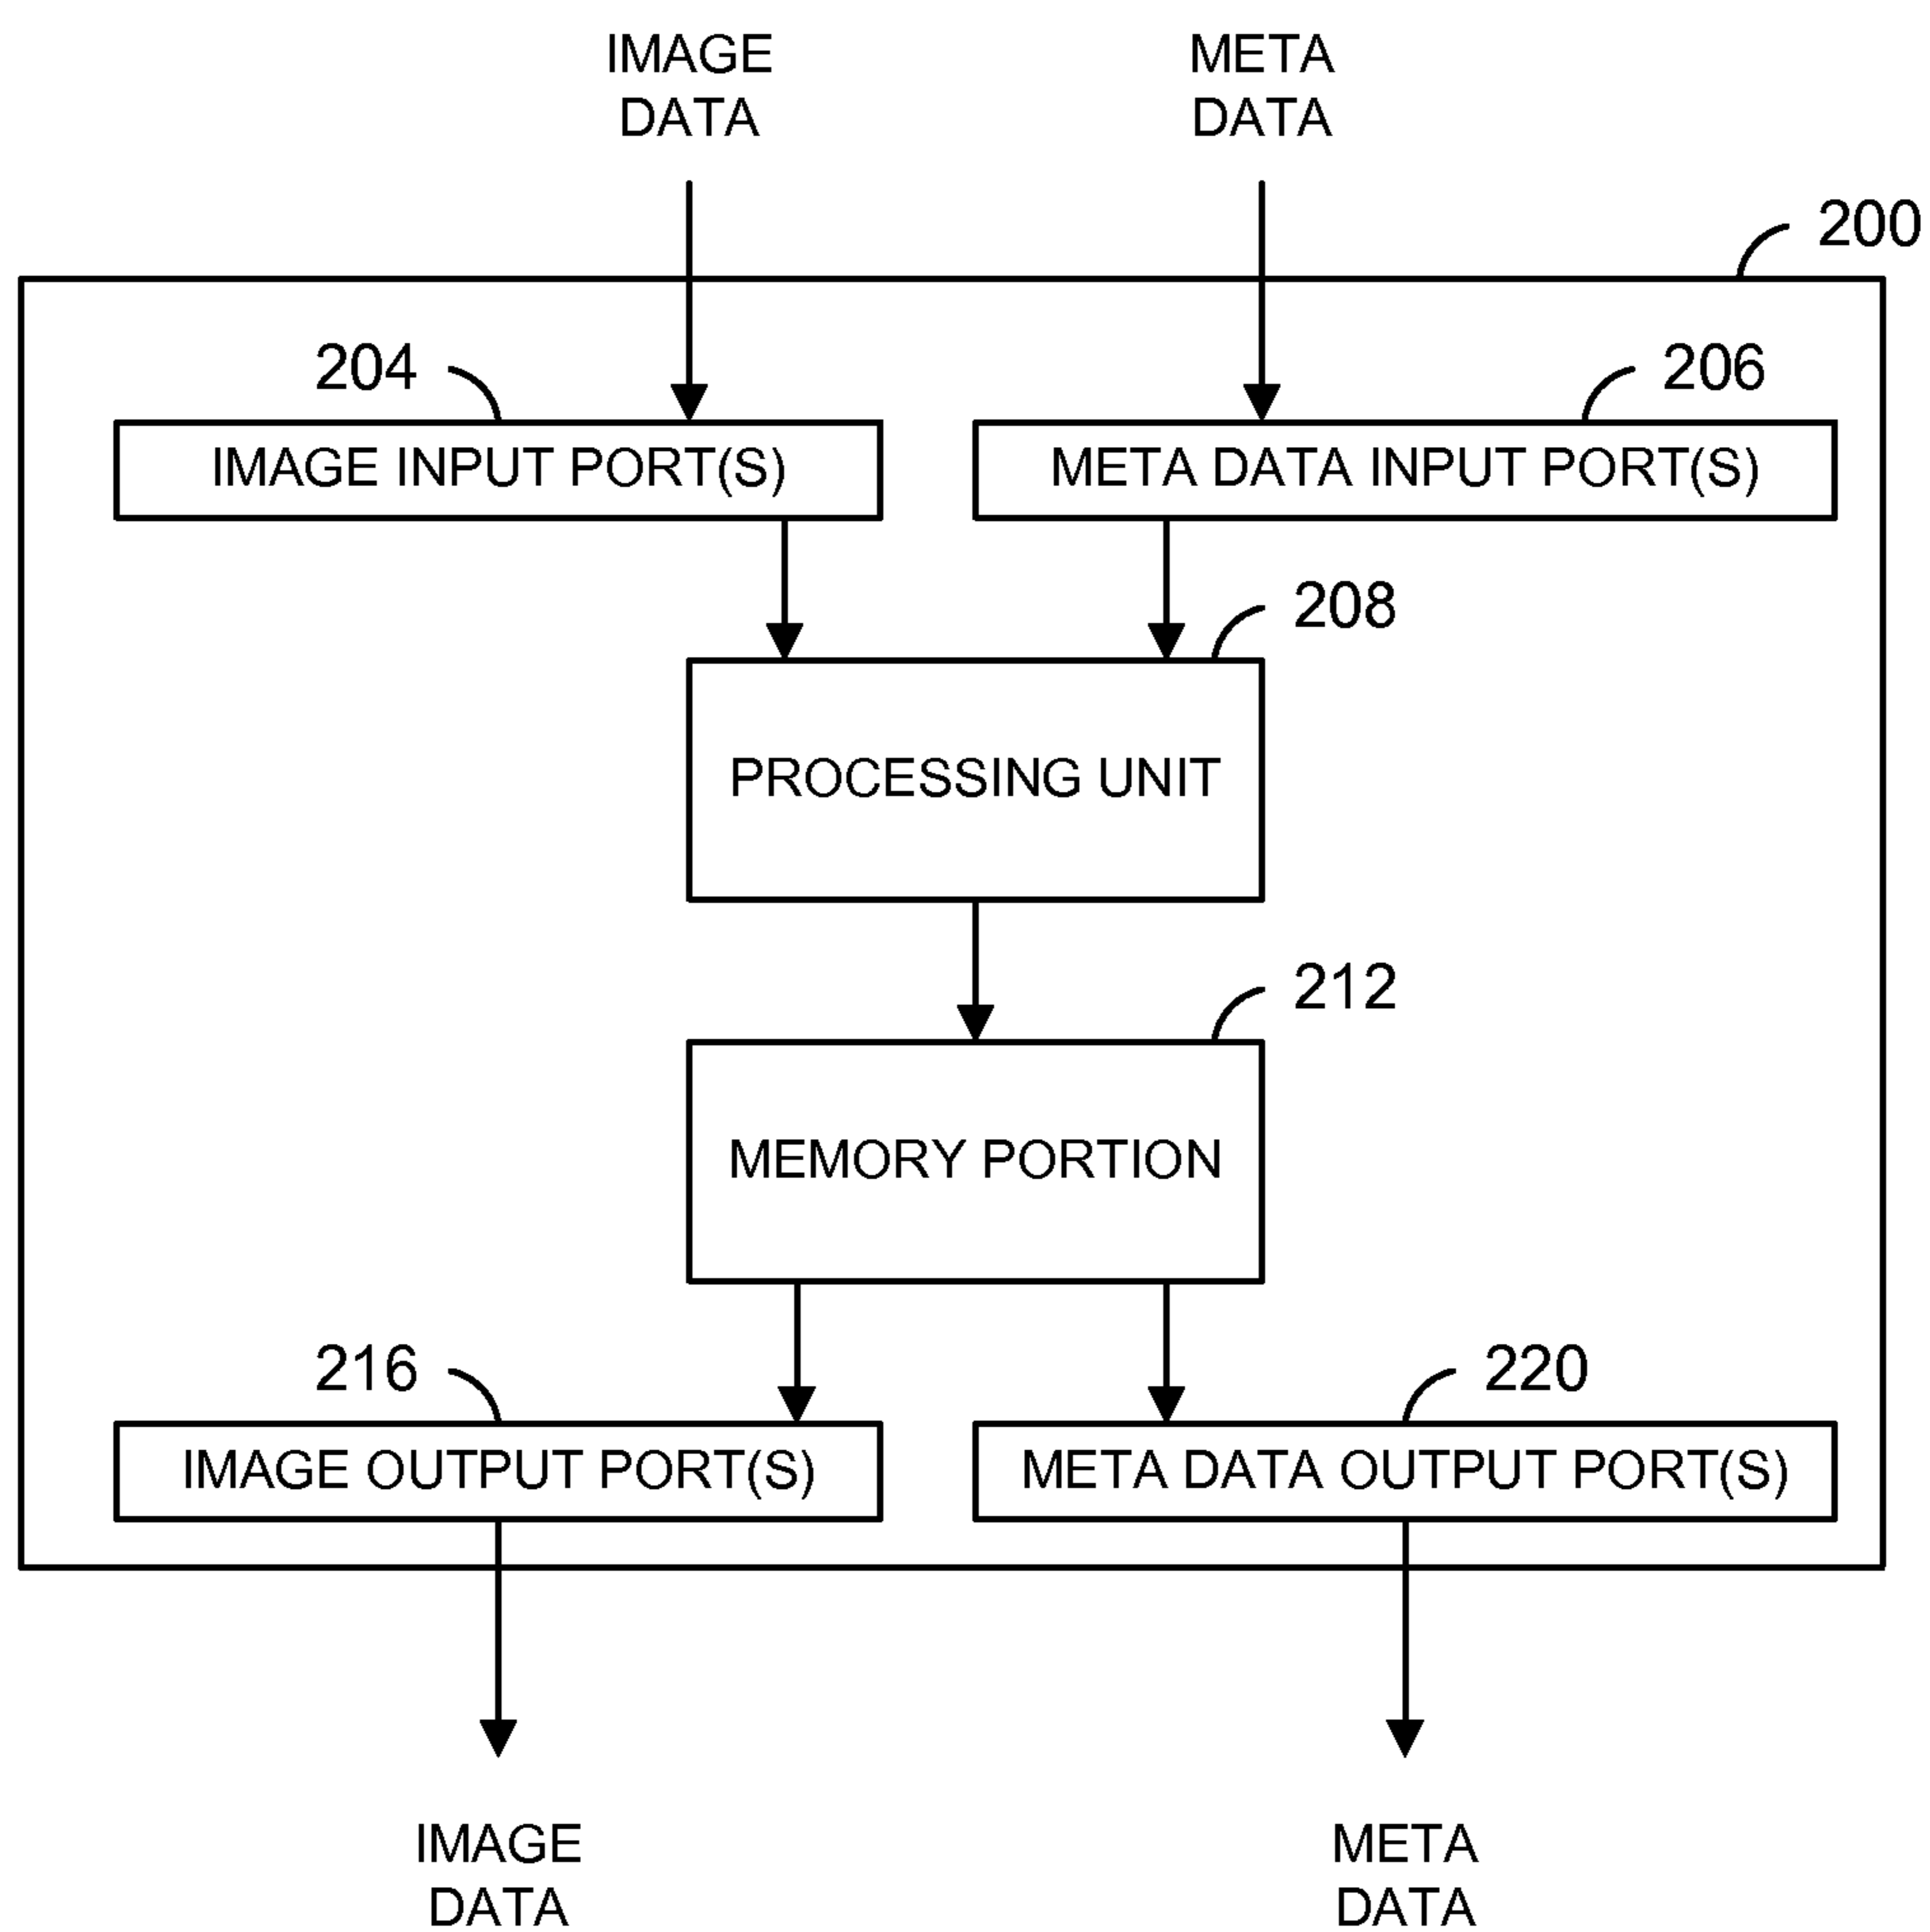 IMAGE
DATA
META
DATA
200
204
206
IMAGE INPUT PORT(S)
META DATA INPUT PORT(S)
208
PROCESSING UNIT
212
MEMORY PORTION
216
220
IMAGE OUTPUT PORT(S)
META DATA OUTPUT PORT(S)
IMAGE
DATA
META
DATA